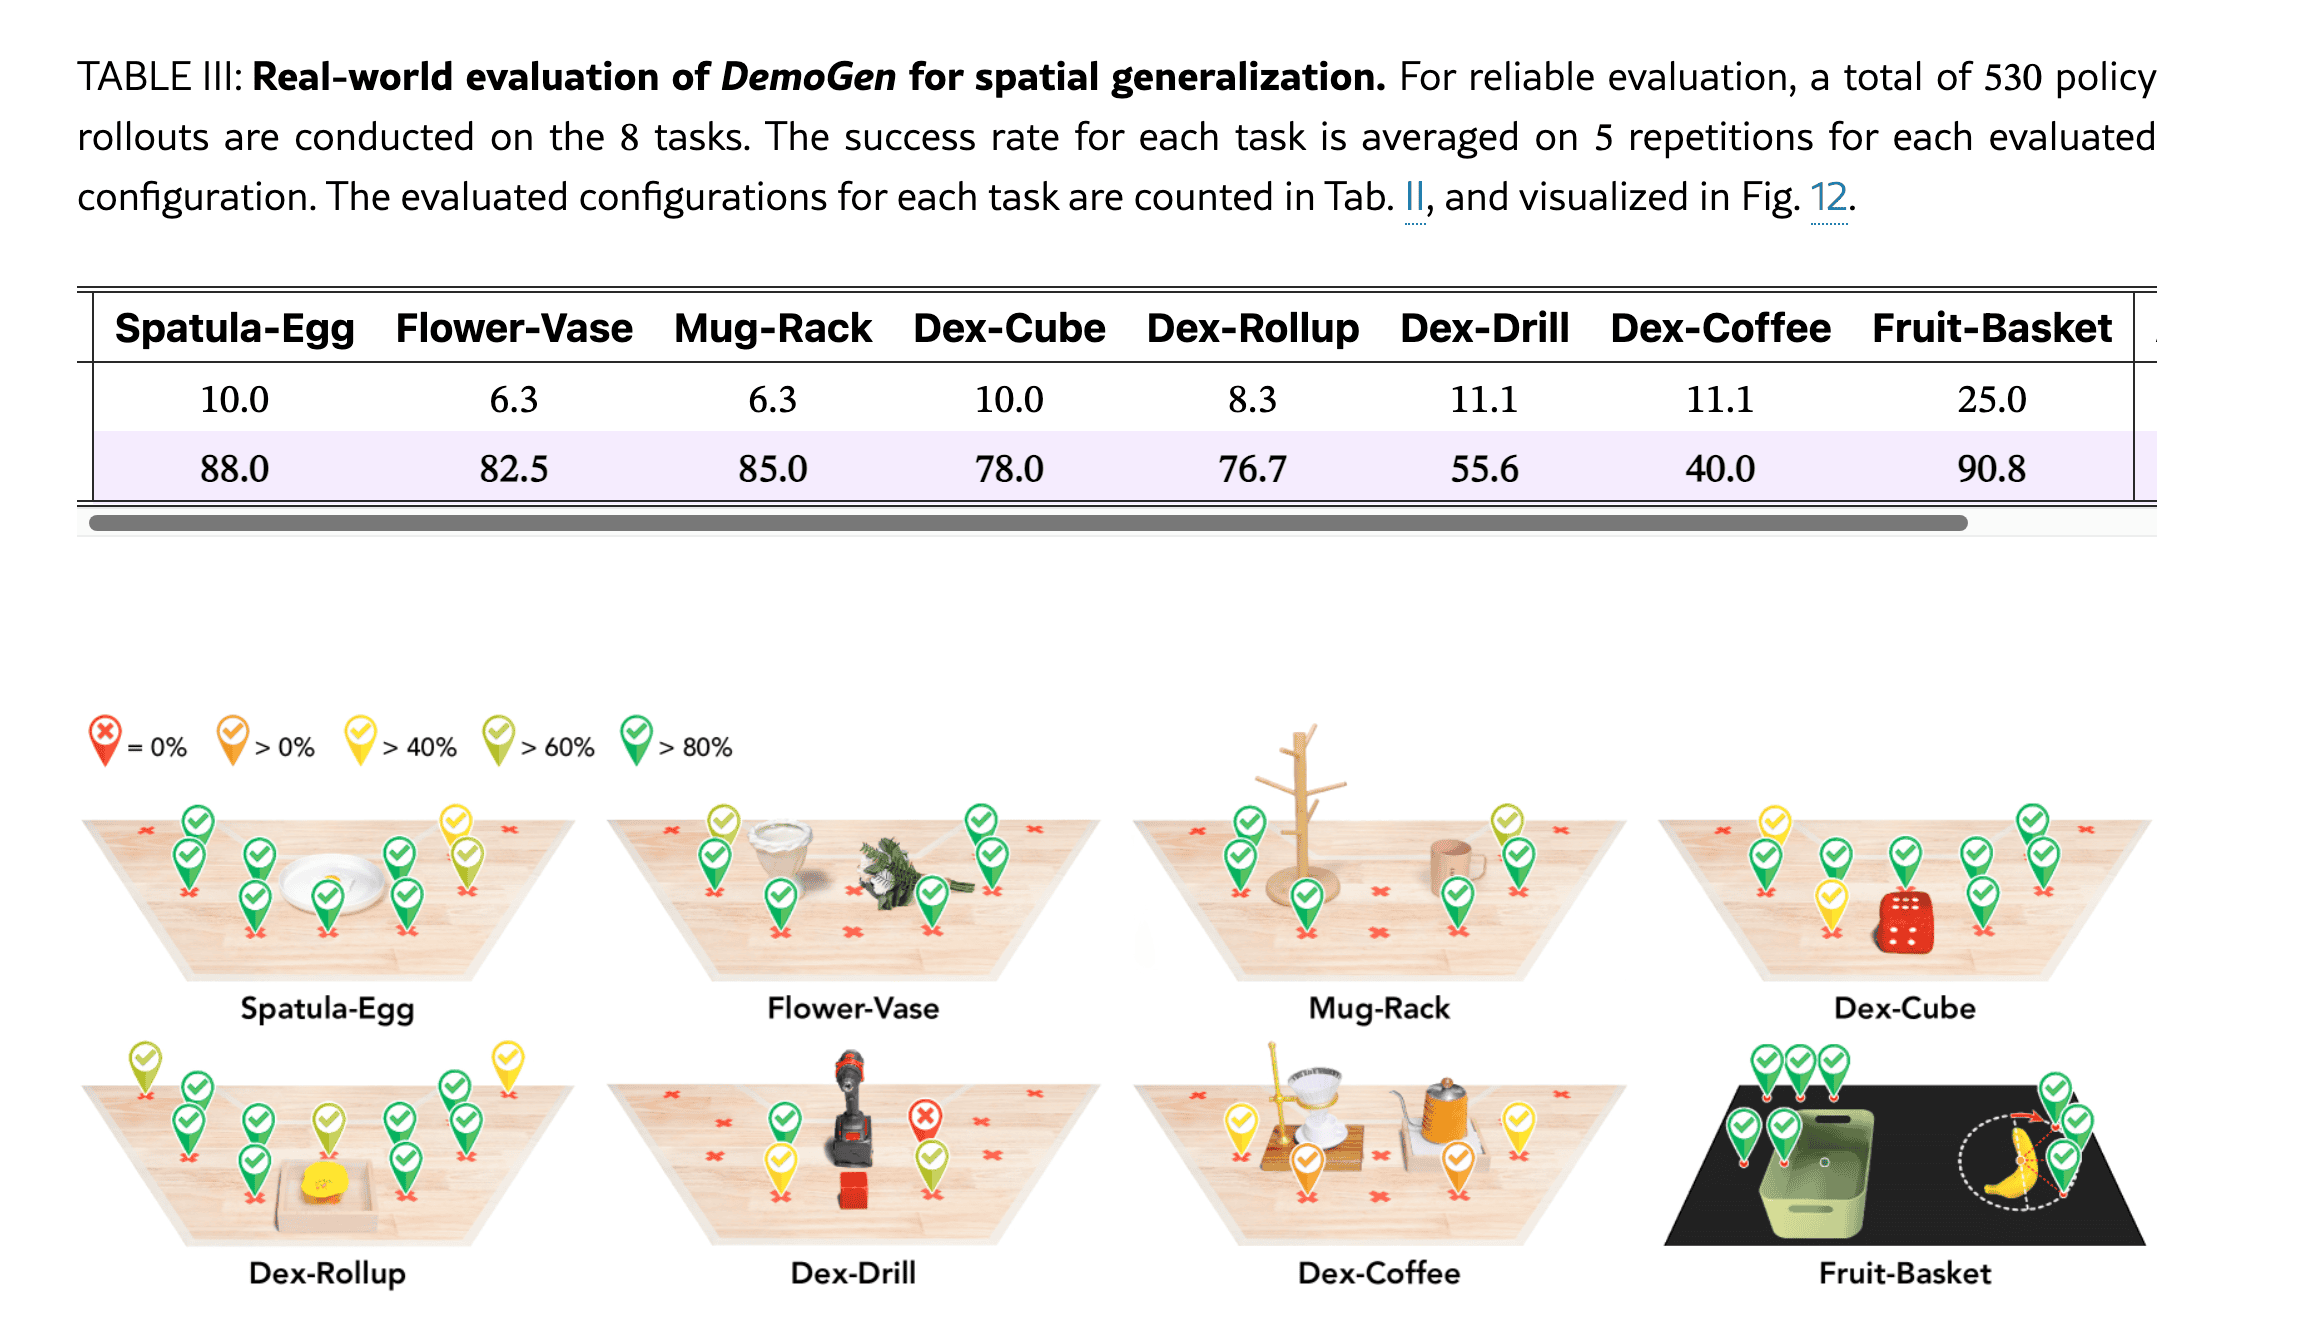 TABLE III: Real-world evaluation of DemoGen for spatial generalization. For reliable evaluation, a total of 530 policy
rollouts are conducted on the 8 tasks. The success rate for each task is averaged on 5 repetitions for each evaluated
configuration. The evaluated configurations for each task are counted in Tab. II, and visualized in Fig. 12.
Spatula-Egg Flower-Vase Mug-Rack Dex-Cube Dex-Rollup Dex-Drill Dex-Coffee Fruit-Basket
10.0 6.3 6.3 10.0 8.3 11.1 11.1 25.0
88.0 82.5 85.0 78.0 76.7 55.6 40.0 90.8
= 0% > 0% > 40% > 60% > 80%
Spatula-Egg Flower-Vase Mug-Rack Dex-Cube
Dex-Rollup Dex-Drill Dex-Coffee Fruit-Basket